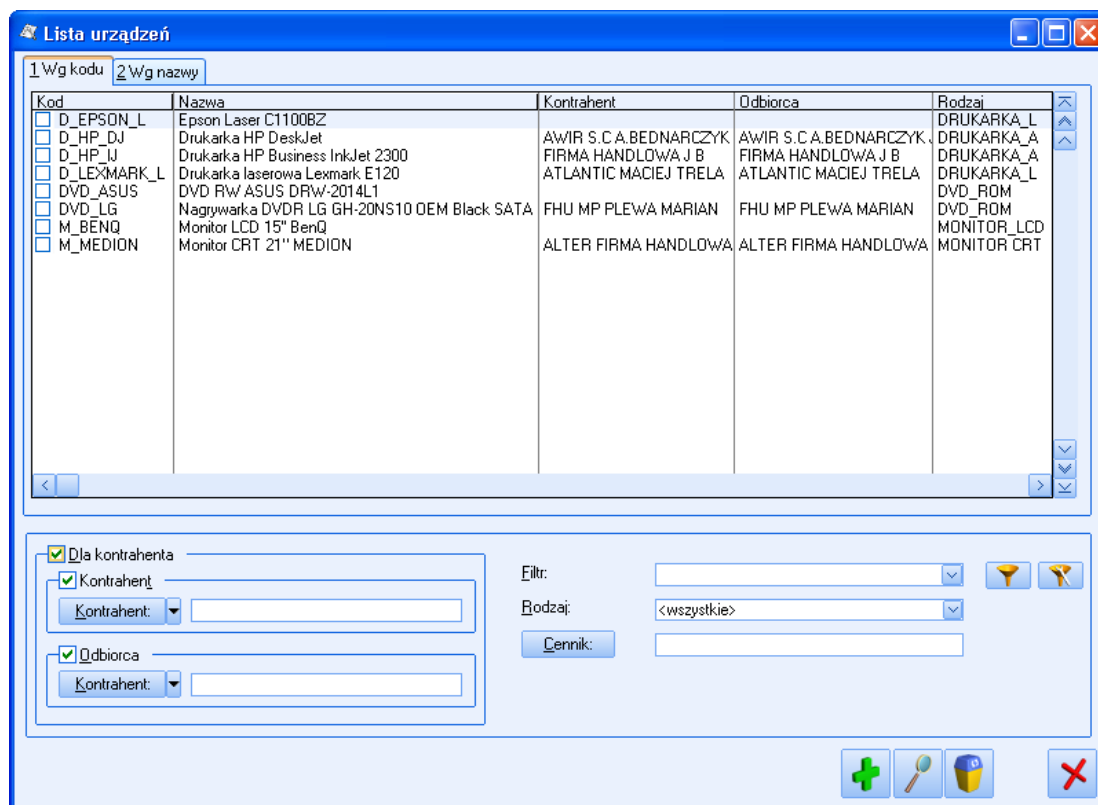 Lista urządzeń
1 Wg kodu 2 Wg nazwy
Kod Nazwa Kontrahent Odbiorca Rodzaj
D_EPSON_L Epson Laser C1100BZ DRUKARKA_L
D_HP_DJ Drukarka HP DeskJet AWIR S.C.A.BEDNARCZYK AWIR S.C.A.BEDNARCZYK J DRUKARKA_A
D_HP_IJ Drukarka HP Business InkJet 2300 FIRMA HANDLOWA J B FIRMA HANDLOWA J B DRUKARKA_A
D_LEXMARK_L Drukarka laserowa Lexmark E120 ATLANTIC MACIEJ TRELA ATLANTIC MACIEJ TRELA DRUKARKA_L
DVD_ASUS DVD RW ASUS DRW-2014L1 DVD_ROM
DVD_LG Nagrywarka DVDR LG GH-20NS10 OEM Black SATA FHU MP PLEWA MARIAN FHU MP PLEWA MARIAN DVD_ROM
M_BENQ Monitor LCD 15" BenQ MONITOR_LCD
M_MEDION Monitor CRT 21" MEDION ALTER FIRMA HANDLOWA ALTER FIRMA HANDLOWA MONITOR CRT
Dla kontrahenta
Kontrahent
Kontrahent:
Odbiorca
Kontrahent:
Filtr:
Rodzaj: <wszystkie>
Cennik: